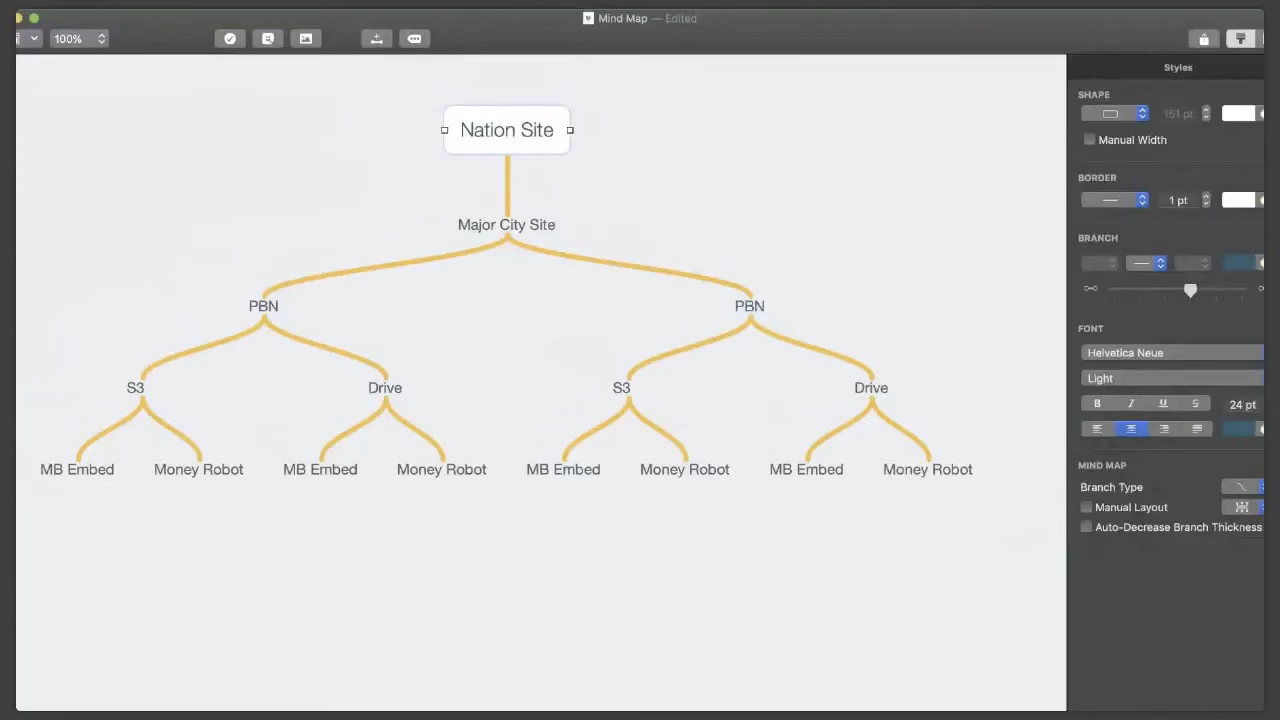 Mind Map — Edited
100%
Styles
Nation Site
Major City Site
PBN PBN
S3 Drive S3 Drive
MB Embed Money Robot MB Embed Money Robot MB Embed Money Robot MB Embed Money Robot
SHAPE
151 pt
Manual Width
BORDER
1 pt
BRANCH
FONT
Helvetica Neue
Light
B I U S 24 pt
MIND MAP
Branch Type
Manual Layout
Auto-Decrease Branch Thickness